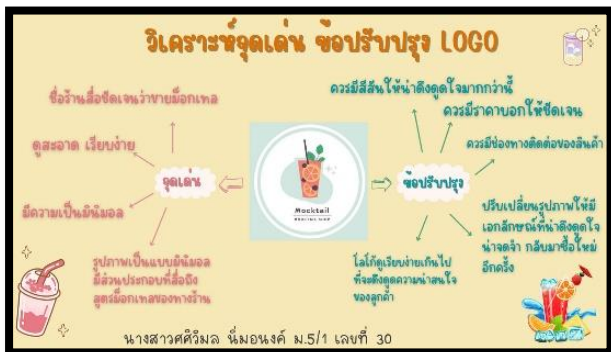 วิเคราะห์จุดเด่น ข้อปรับปรุง LOGO
ชื่อร้านสื่อชัดเจนว่าขายม็อกเทล
ดูสะอาด เรียบง่าย
จุดเด่น
มีความเป็นมินิมอล
รูปภาพเป็นแบบมินิมอล
มีส่วนประกอบที่สื่อถึง
สูตรม็อกเทลของทางร้าน
Mocktail
ควรมีสีสันให้น่าดึงดูดใจมากกว่านี้
ควรมีราคาบอกให้ชัดเจน
ควรมีช่องทางติดต่อของสินค้า
ข้อปรับปรุง
ปรับเปลี่ยนรูปภาพให้มี
เอกลักษณ์ที่น่าดึงดูดใจ
น่าจดจำ กลับมาซื้อใหม่
อีกครั้ง
โลโก้ดูเรียบง่ายเกินไป
ที่จะดึงดูดความน่าสนใจ
ของลูกค้า
นางสาวศศิวิมล นิ่มอนงค์ ม.5/1 เลขที่ 30